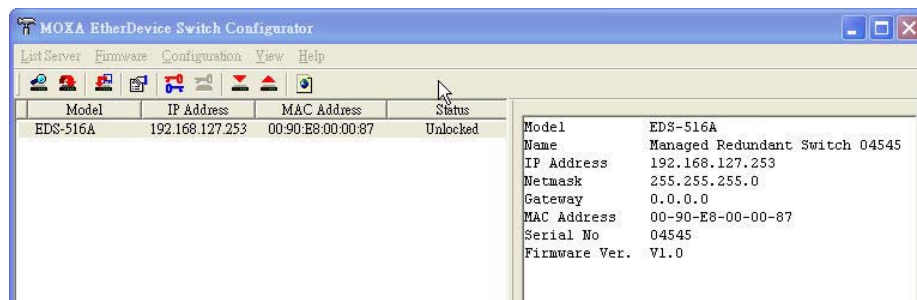 MOXA EtherDevice Switch Configurator
List Server Firmware Configuration View Help
Model IP Address MAC Address Status
EDS-516A 192.168.127.253 00:90:E8:00:00:87 Unlocked
Model EDS-516A
Name Managed Redundant Switch 04545
IP Address 192.168.127.253
Netmask 255.255.255.0
Gateway 0.0.0.0
MAC Address 00-90-E8-00-00-87
Serial No 04545
Firmware Ver. V1.0